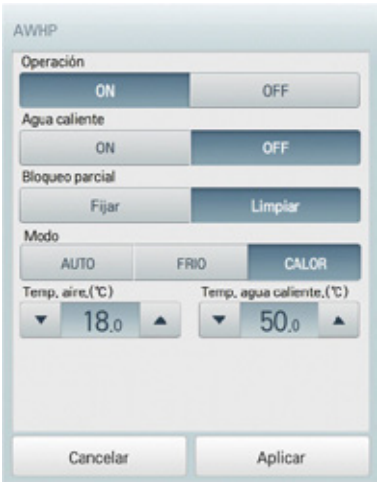 AWHP
Operación
ON OFF
Agua caliente
ON OFF
Bloqueo parcial
Fijar Limpiar
Modo
AUTO FRIO CALOR
Temp. aire.(℃) Temp. agua caliente.(℃)
▼ 18.0 ▲ ▼ 50.0 ▲
Cancelar Aplicar